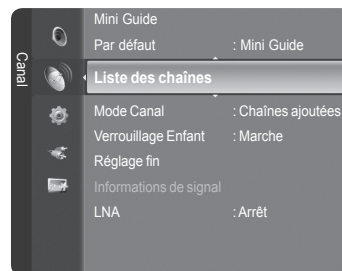 Canal
Mini Guide
Par défaut : Mini Guide
Liste des chaînes
Mode Canal : Chaînes ajoutées
Verrouillage Enfant : Marche
Réglage fin
Informations de signal
LNA : Arrêt